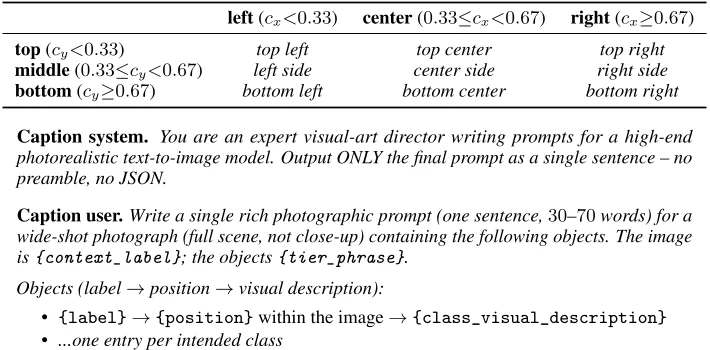 left (cx<0.33) center (0.33≤cx<0.67) right (cx≥0.67)
top (cy<0.33) top left top center top right
middle (0.33≤cy<0.67) left side center side right side
bottom (cy≥0.67) bottom left bottom center bottom right
Caption system. You are an expert visual-art director writing prompts for a high-end
photorealistic text-to-image model. Output ONLY the final prompt as a single sentence – no
preamble, no JSON.
Caption user. Write a single rich photographic prompt (one sentence, 30–70 words) for a
wide-shot photograph (full scene, not close-up) containing the following objects. The image
is {context_label}; the objects {tier_phrase}.
Objects (label → position → visual description):
• {label} → {position} within the image → {class_visual_description}
• ...one entry per intended class